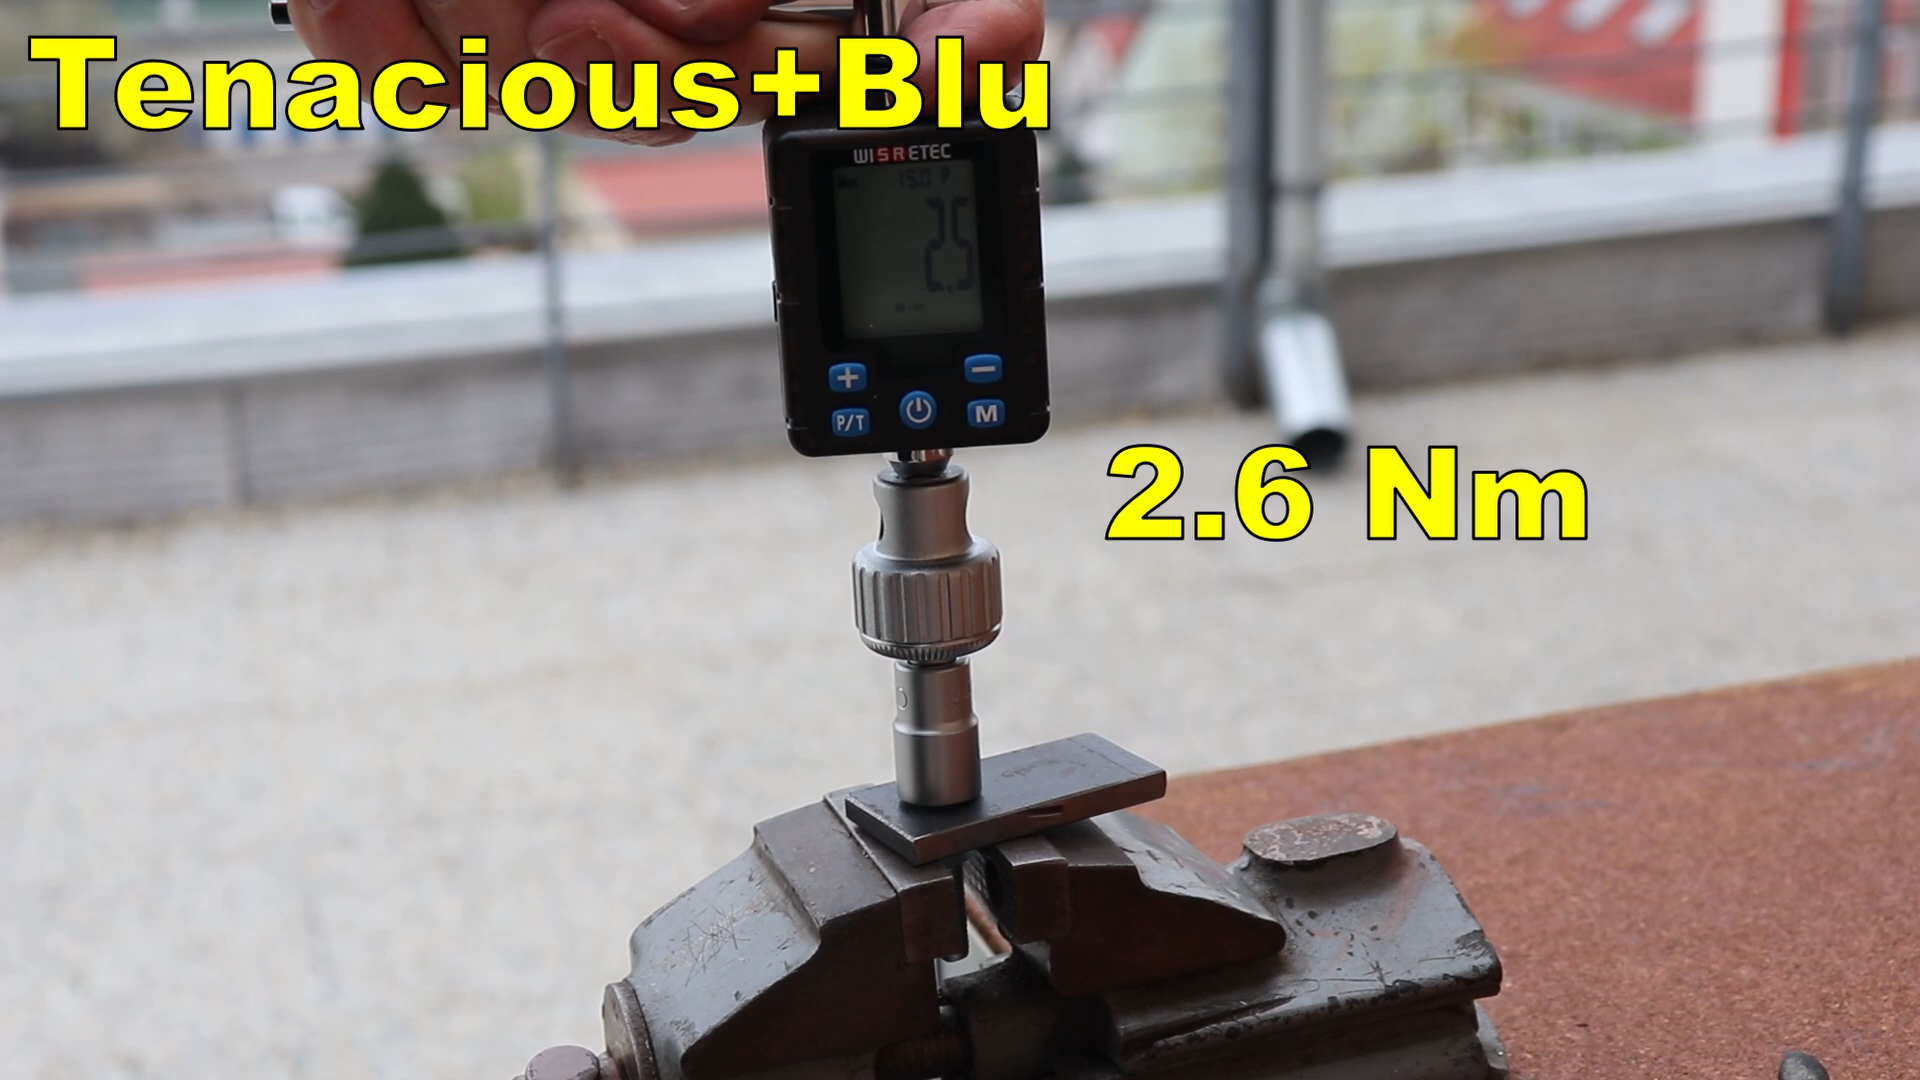 Tenacious+Blu
WISRETEC
150 P
2.5
2.6 Nm
+
−
P/T
M